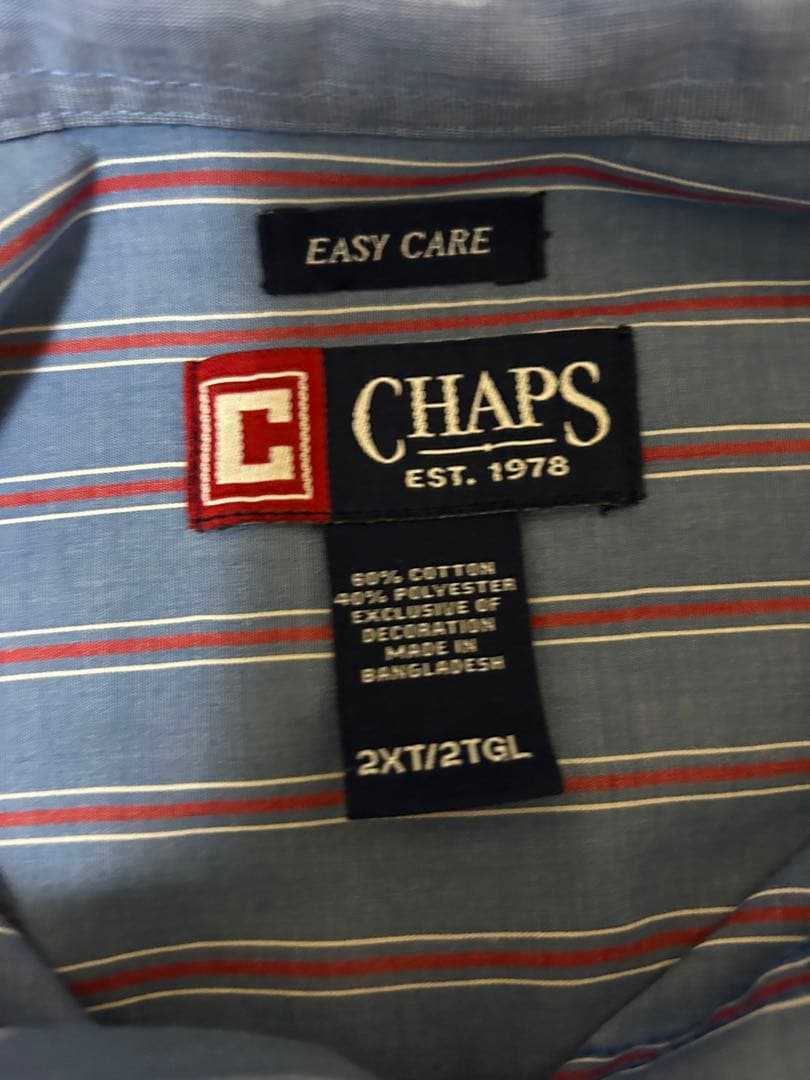 EASY CARE
C
CHAPS
EST. 1978
60% COTTON
40% POLYESTER
EXCLUSIVE OF
DECORATION
MADE IN
BANGLADESH
2XT/2TGL